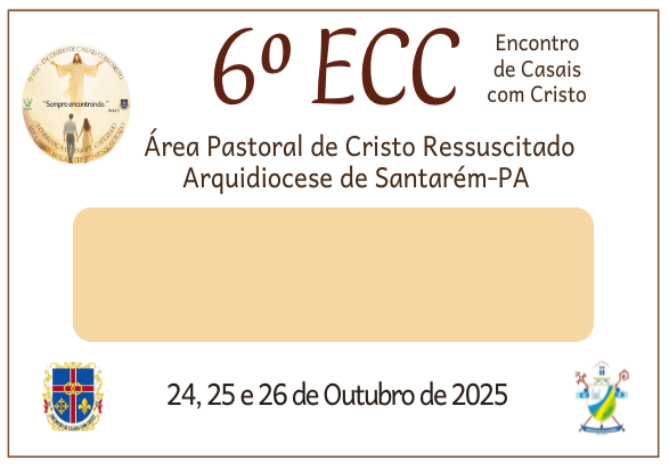 6º ECC
Encontro
de Casais
com Cristo
"Sempre encontrando."
Área Pastoral de Cristo Ressuscitado
Arquidiocese de Santarém-PA
24, 25 e 26 de Outubro de 2025